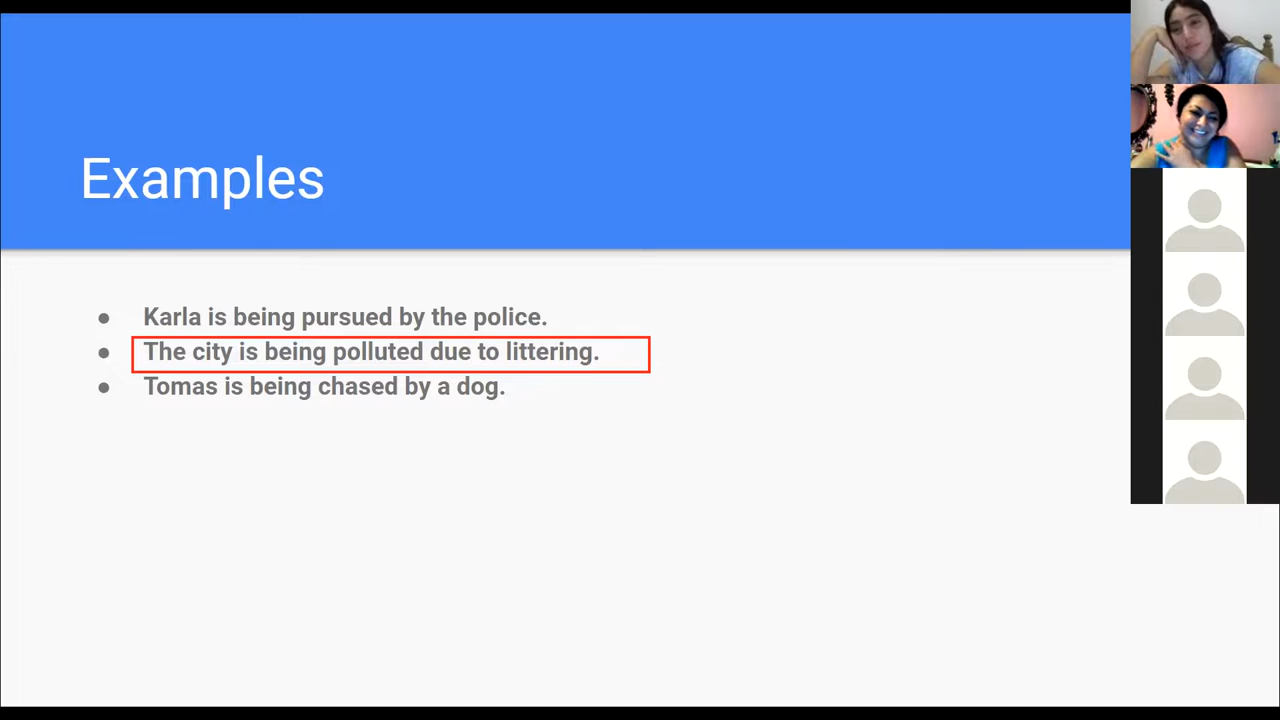 Examples
● Karla is being pursued by the police.
● The city is being polluted due to littering.
● Tomas is being chased by a dog.